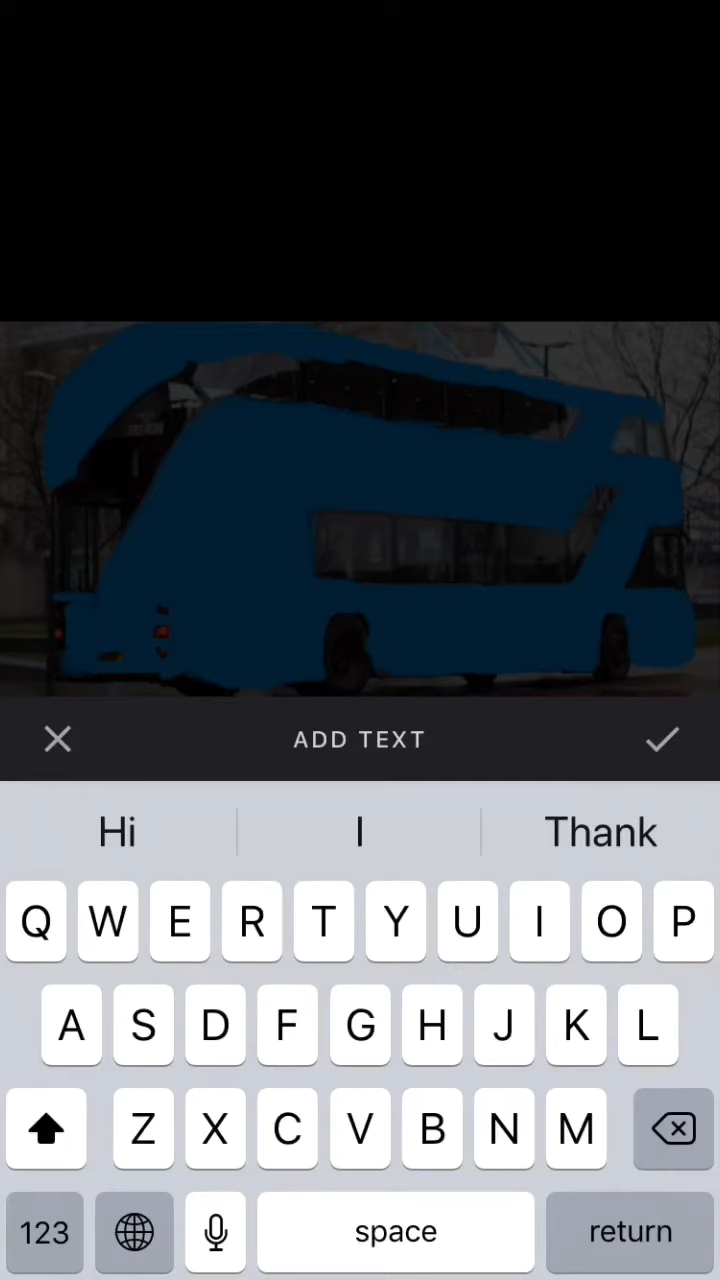 ADD TEXT
Hi I Thank
Q W E R T Y U I O P
A S D F G H J K L
Z X C V B N M
123 space return